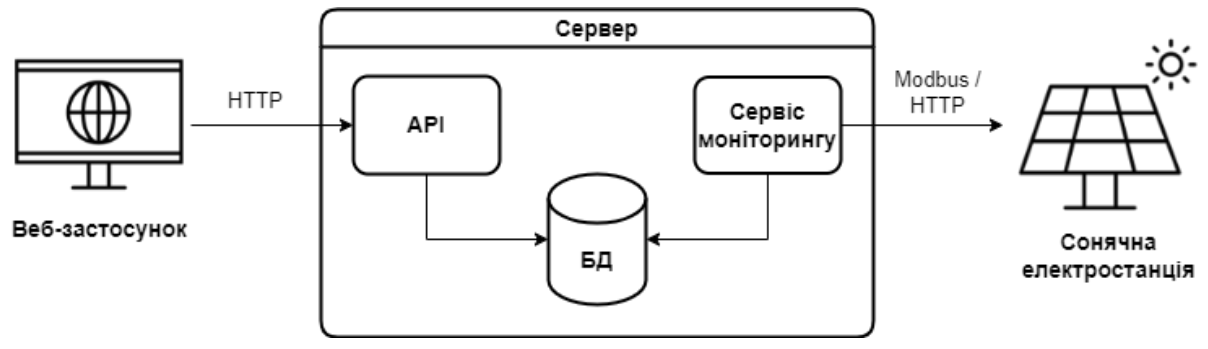 Сервер
HTTP
API
Сервіс
моніторингу
Modbus /
HTTP
Веб-застосунок
БД
Сонячна
електростанція